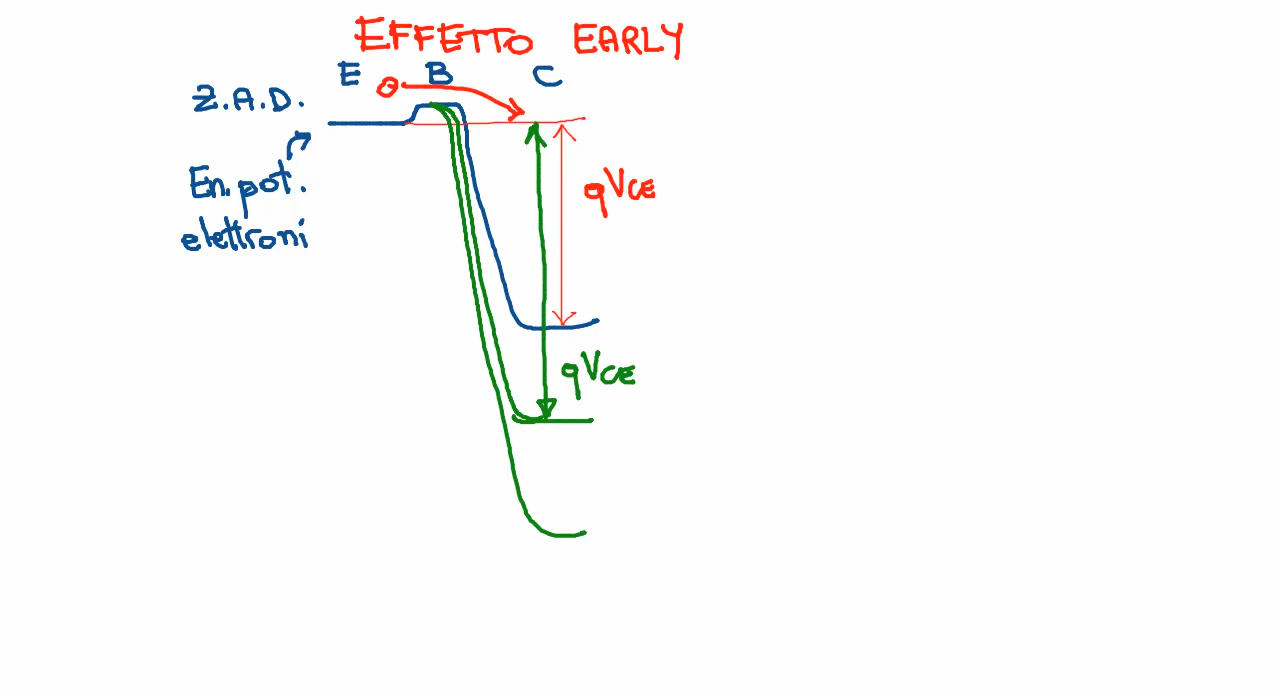 EFFETTO EARLY
E B C
Z.A.D.
En. pot.
elettroni
qVCE
qVCE